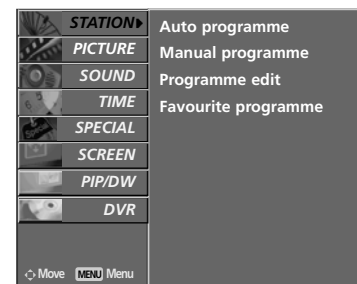 STATION
PICTURE
SOUND
TIME
SPECIAL
SCREEN
PIP/DW
DVR
Move MENU Menu
Auto programme
Manual programme
Programme edit
Favourite programme